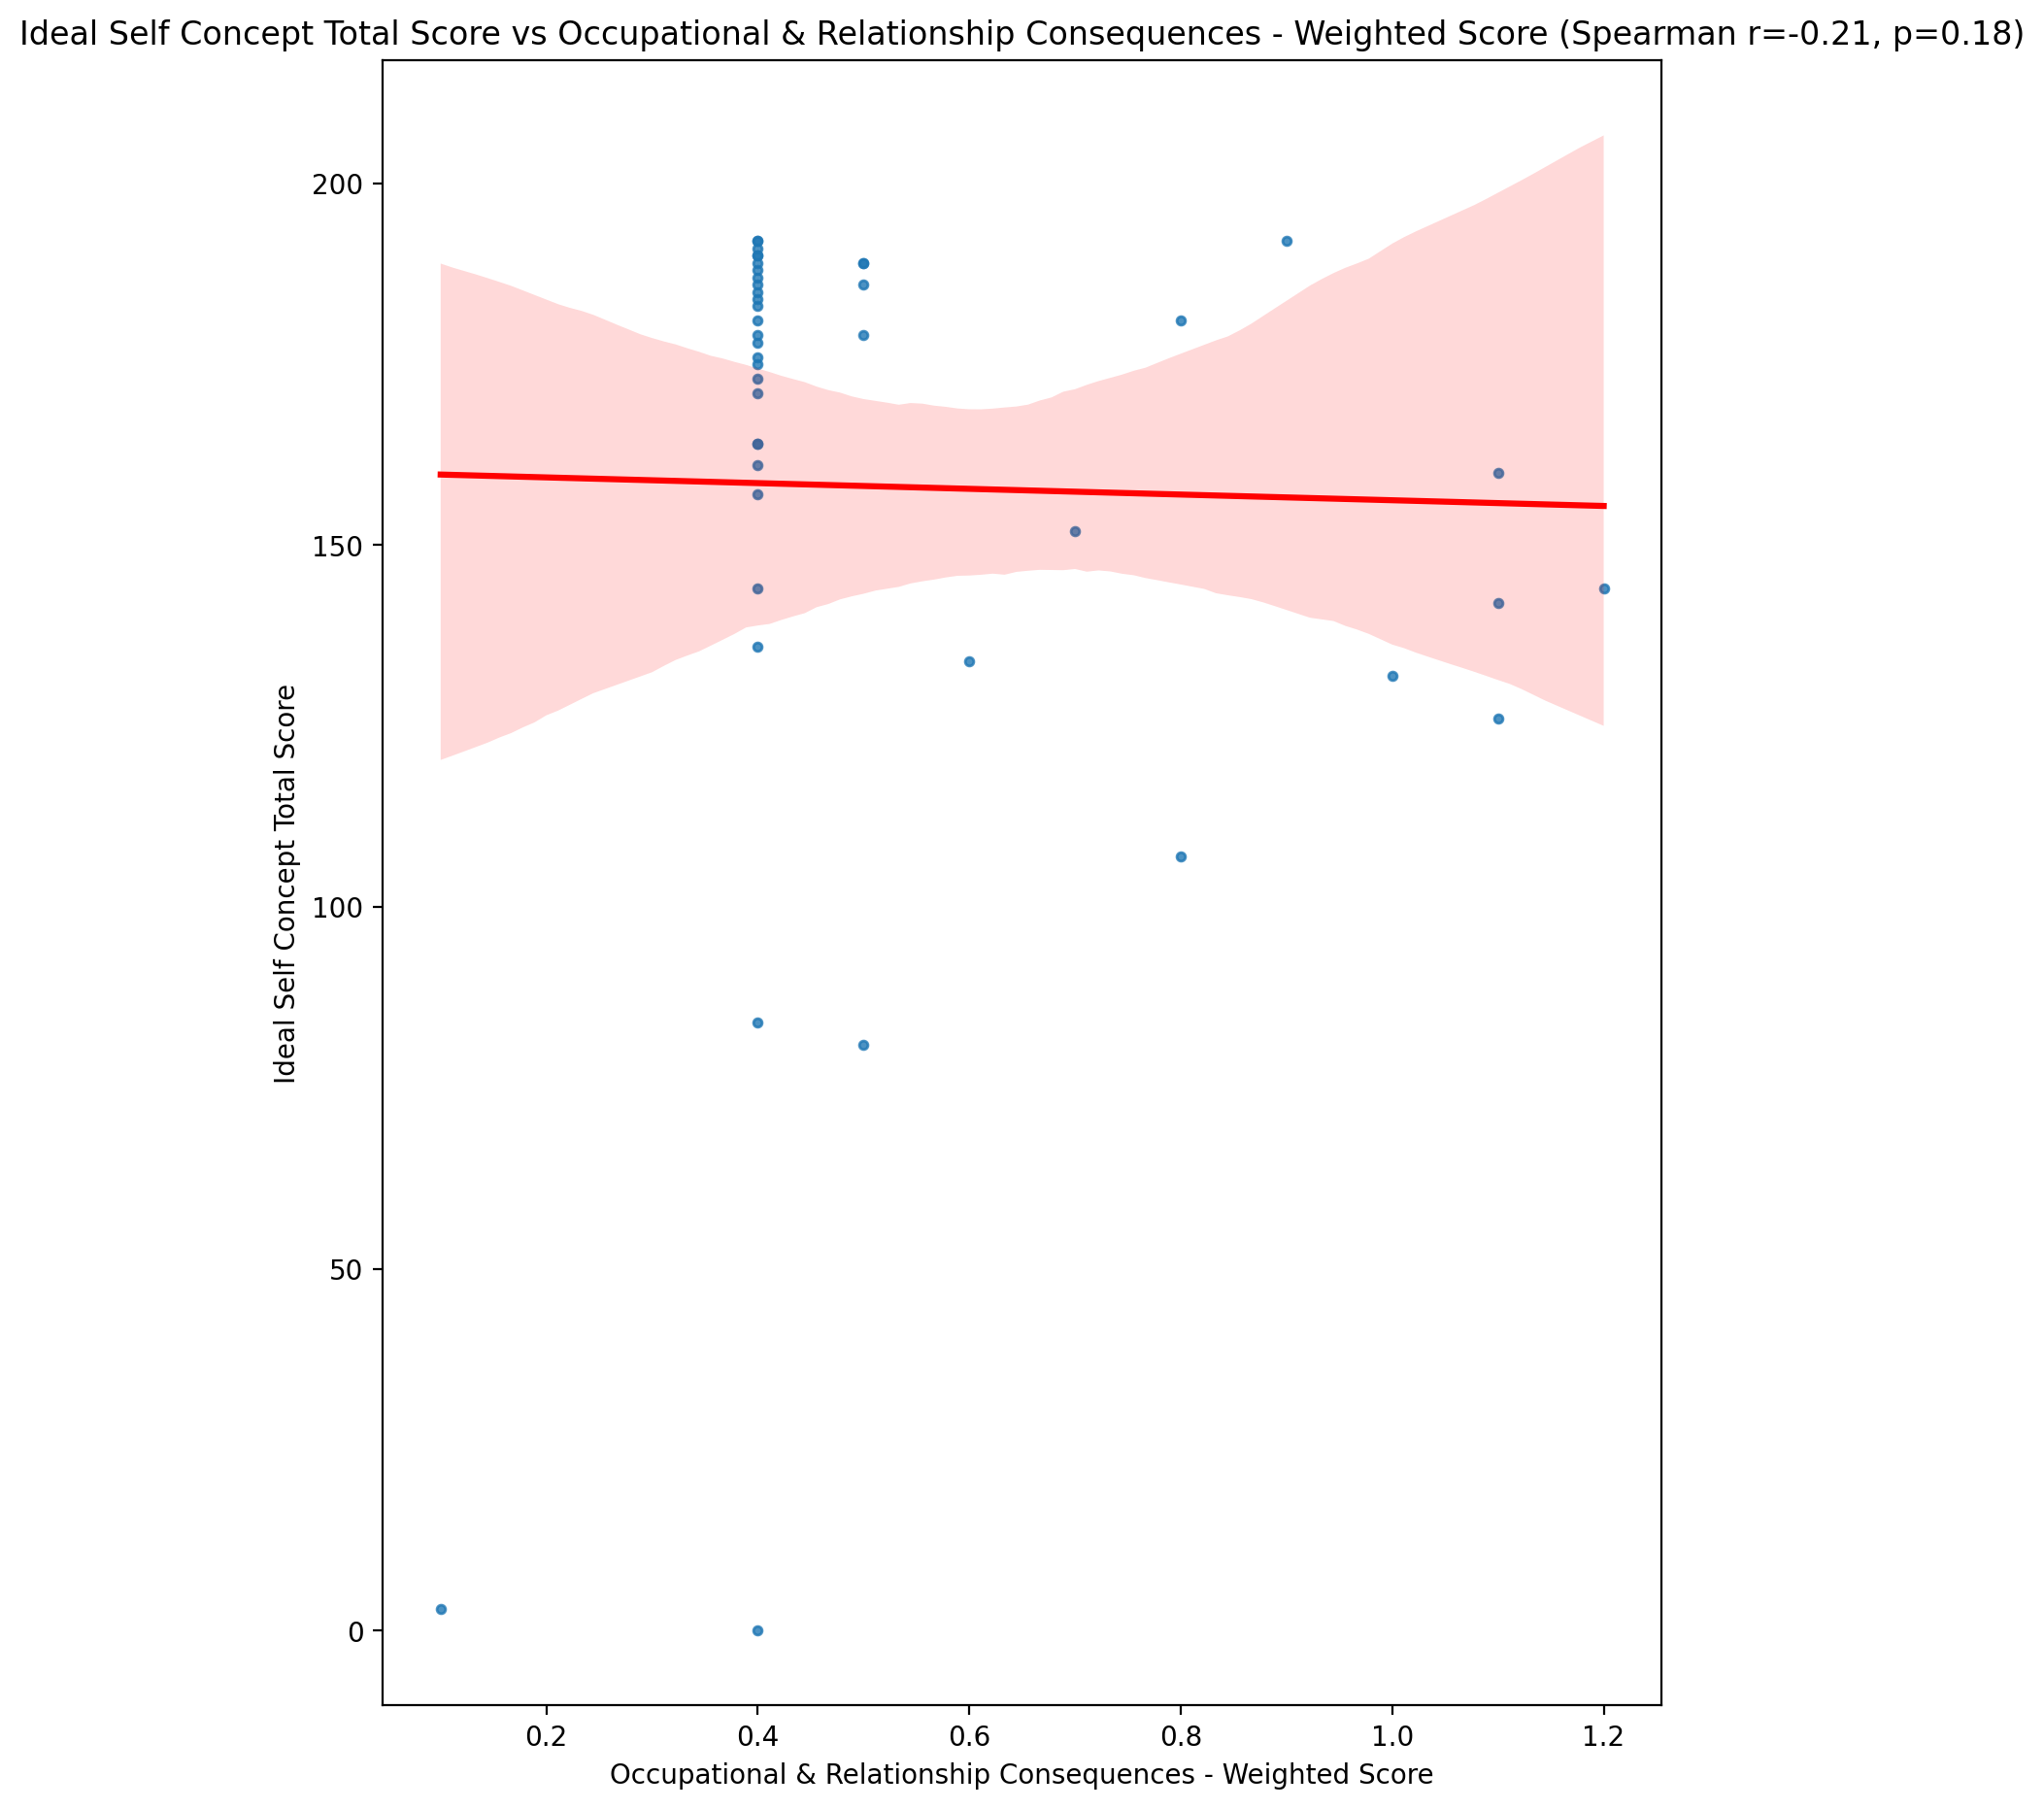 Ideal Self Concept Total Score vs Occupational & Relationship Consequences - Weighted Score (Spearman r=-0.21, p=0.18)
Ideal Self Concept Total Score
200
150
100
50
0
0.2 0.4 0.6 0.8 1.0 1.2
Occupational & Relationship Consequences - Weighted Score